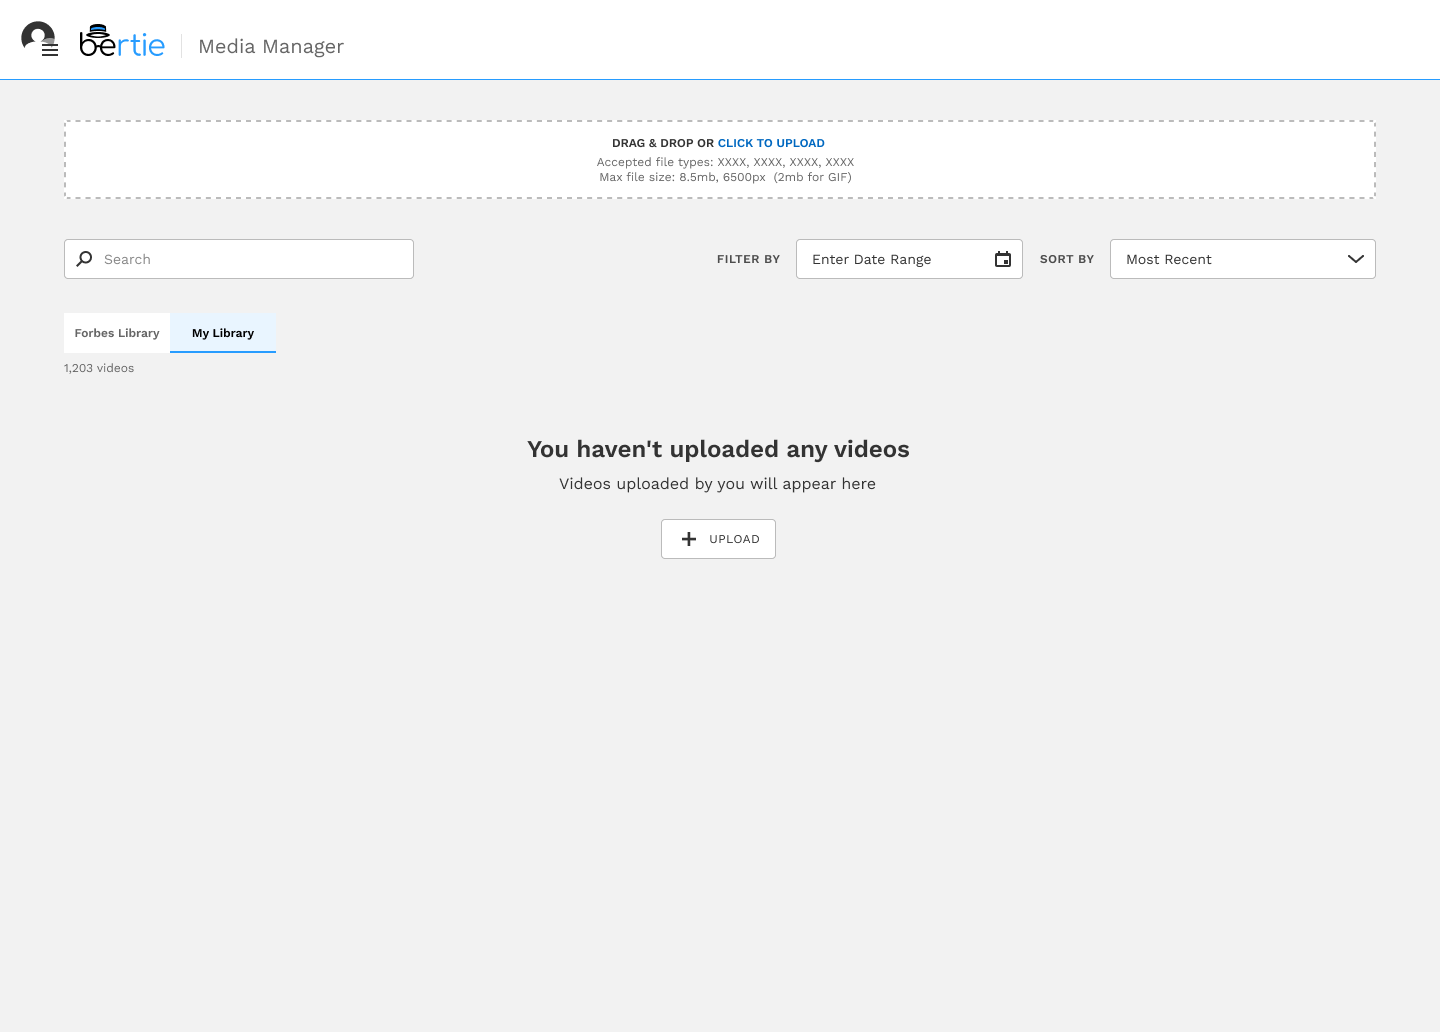 bertie
Media Manager
DRAG & DROP OR CLICK TO UPLOAD
Accepted file types: XXXX, XXXX, XXXX, XXXX
Max file size: 8.5mb, 6500px (2mb for GIF)
Search
FILTER BY
Enter Date Range
SORT BY
Most Recent
Forbes Library
My Library
1,203 videos
You haven't uploaded any videos
Videos uploaded by you will appear here
UPLOAD